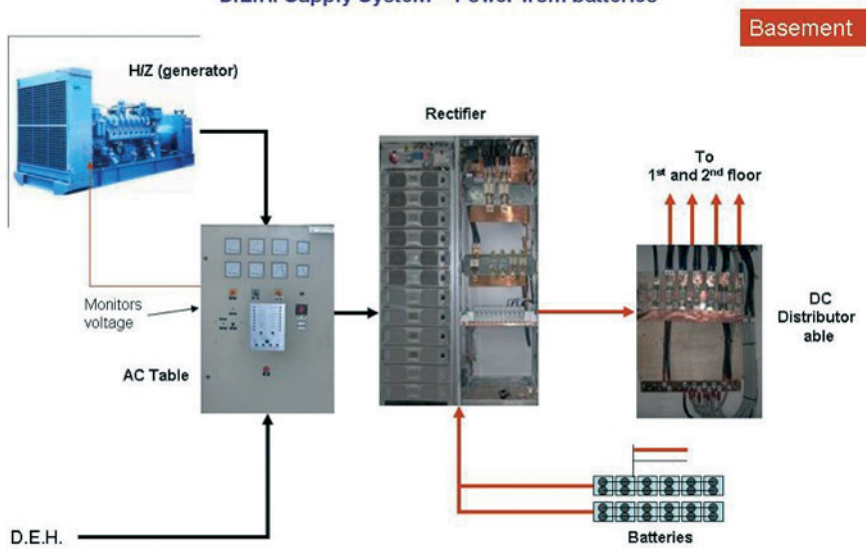 D.E.H. Supply System – Power from batteries
Basement
H/Z (generator)
Rectifier
To
1st and 2nd floor
Monitors
voltage
AC Table
DC
Distributor
able
D.E.H.
Batteries